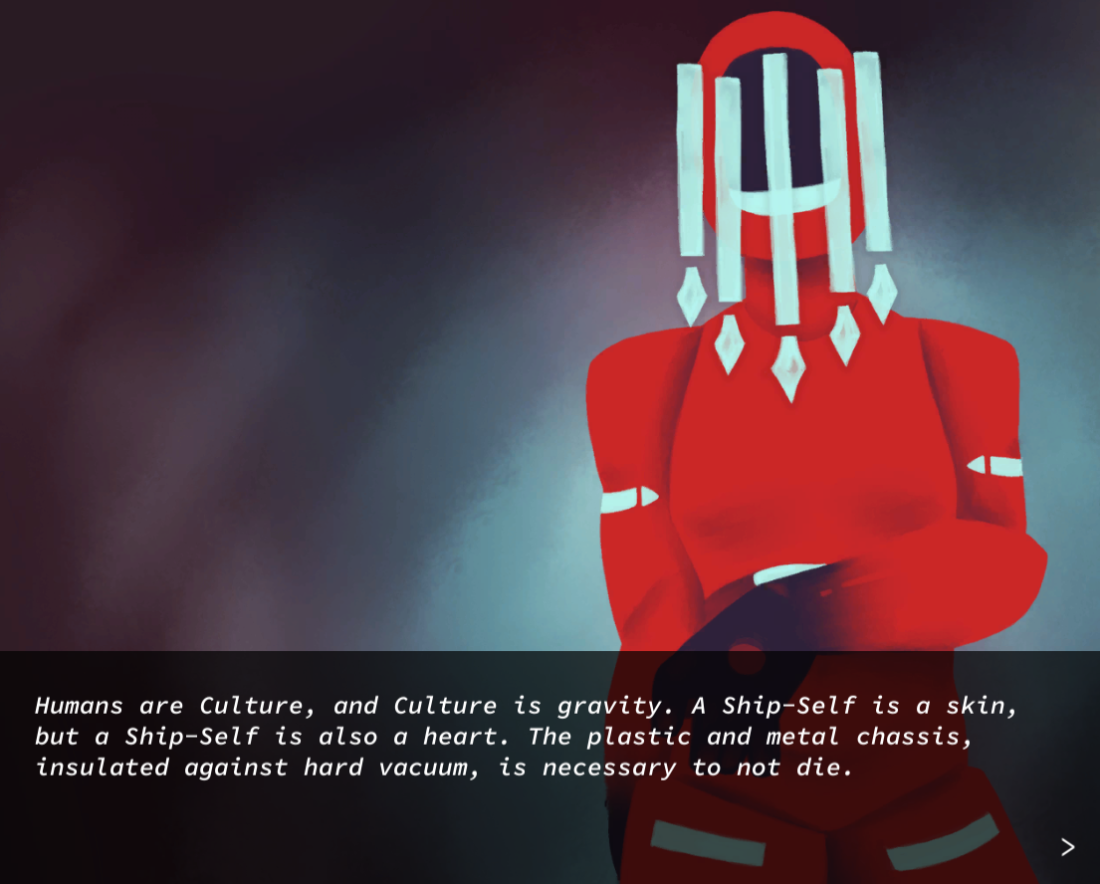 Humans are Culture, and Culture is gravity. A Ship-Self is a skin,
but a Ship-Self is also a heart. The plastic and metal chassis,
insulated against hard vacuum, is necessary to not die.
>